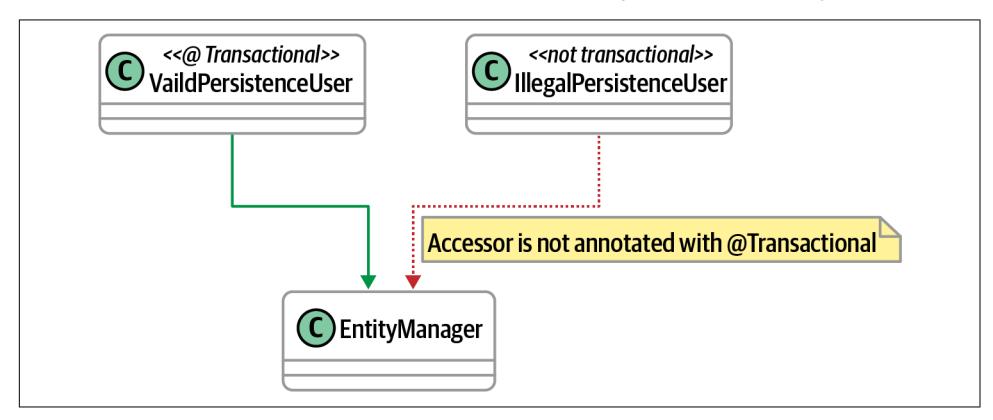 <<@ Transactional>>
C VaildPersistenceUser
<<not transactional>>
C IllegalPersistenceUser
Accessor is not annotated with @Transactional
C EntityManager